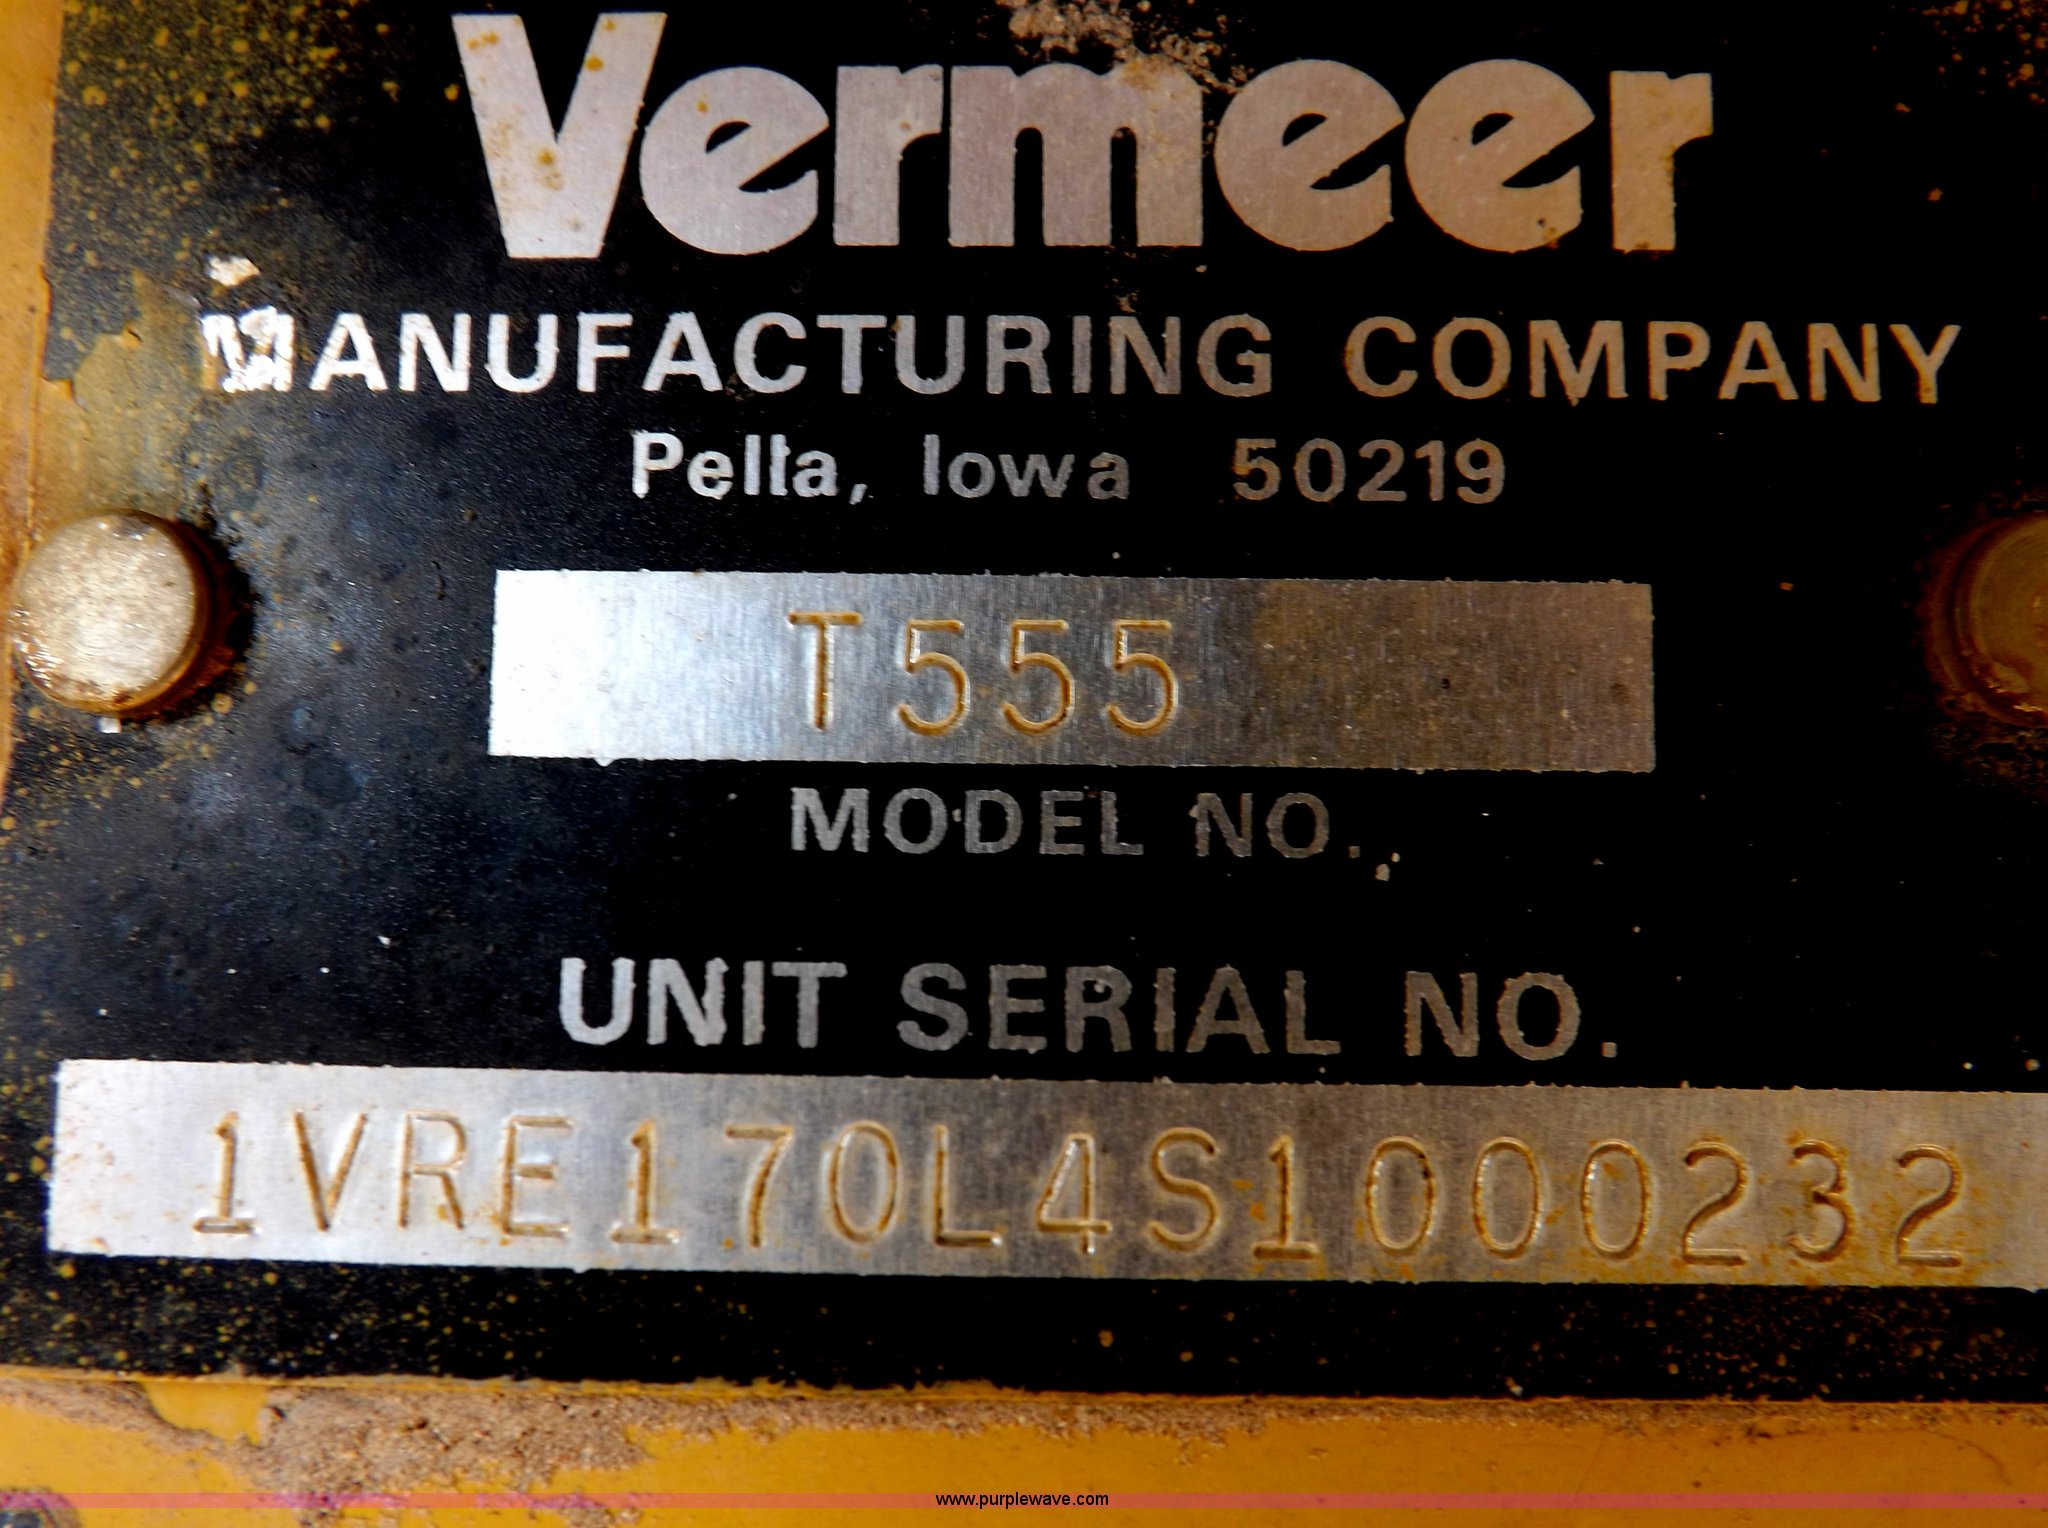 Vermeer
MANUFACTURING COMPANY
Pella, Iowa 50219
T555
MODEL NO.
UNIT SERIAL NO.
1VRE170L4S1000232
www.purplewave.com